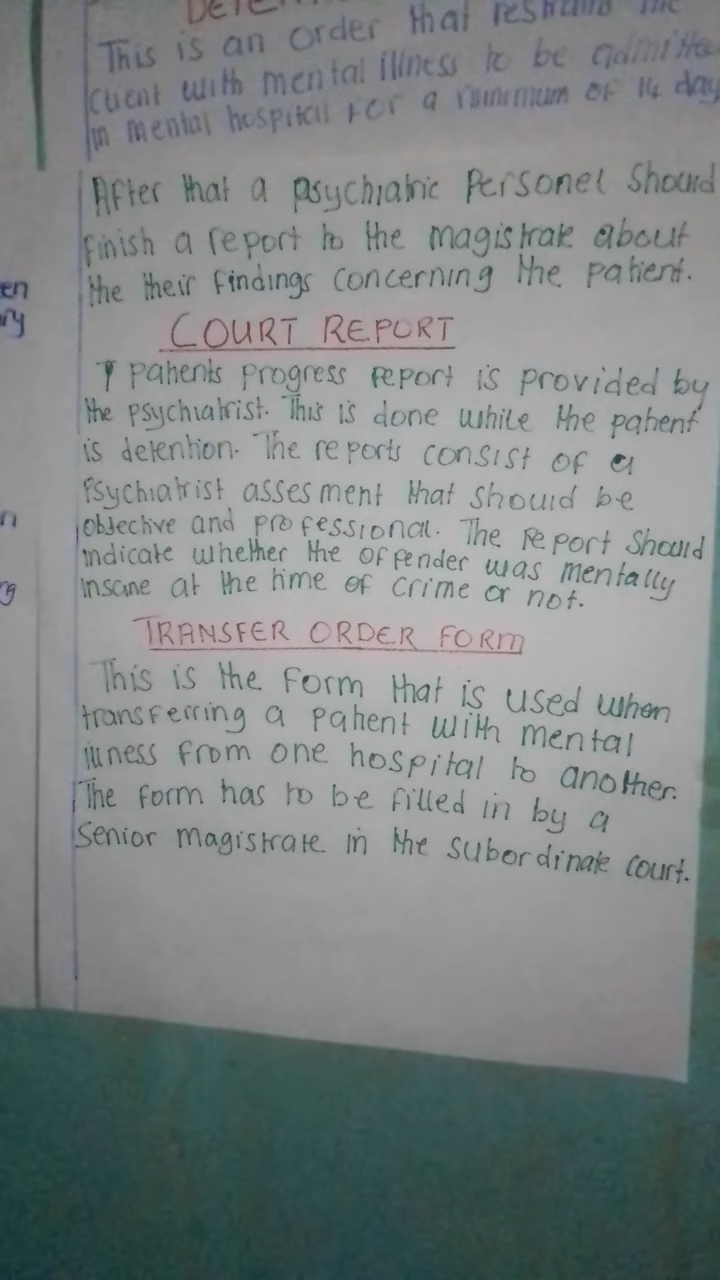 This is an order that restrains the
client with mental illness to be admitted
in mental hospital for a minimum of 14 day
After that a psychiatric Personel Should
finish a report to the magistrate about
the their findings concerning the patient.
COURT REPORT
Patients progress report is provided by
the psychiatrist. This is done while the patient
is detention. The reports consist of a
Psychiatrist assesment that should be
objective and professional. The report Should
indicate whether the offender was mentally
insane at the time of crime or not.
TRANSFER ORDER FORM
This is the form that is used when
transferring a patient with mental
illness from one hospital to another.
The form has to be filled in by a
Senior magistrate in the subordinate court.